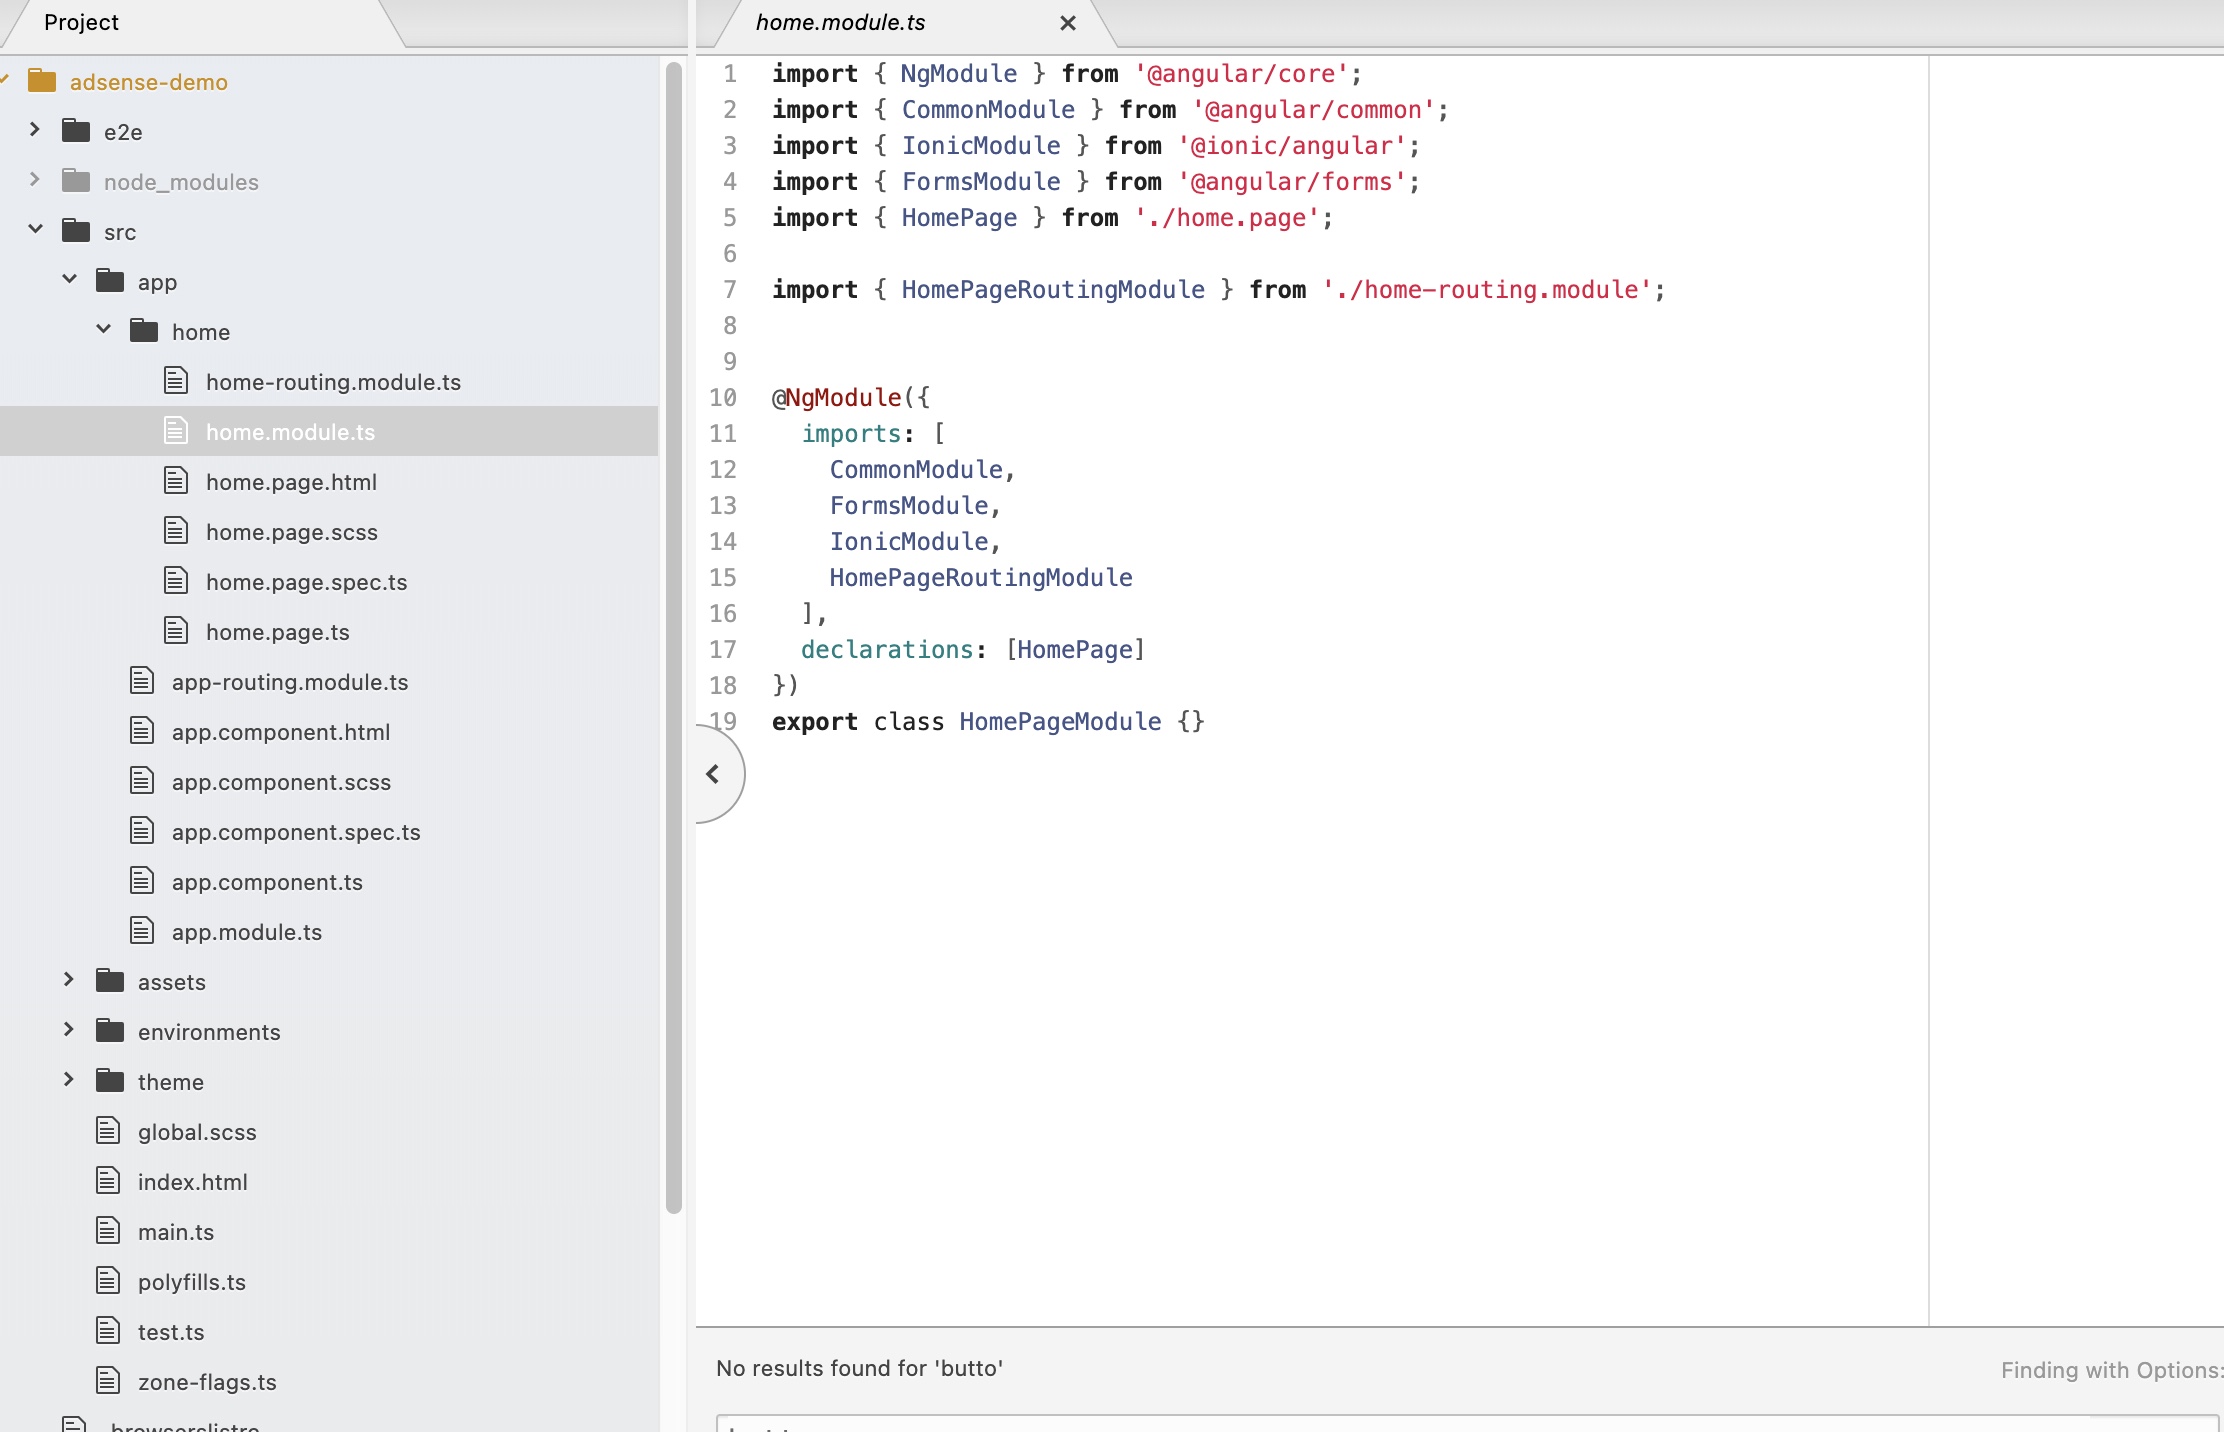 Project
adsense-demo
e2e
node_modules
src
app
home
home-routing.module.ts
home.module.ts
home.page.html
home.page.scss
home.page.spec.ts
home.page.ts
app-routing.module.ts
app.component.html
app.component.scss
app.component.spec.ts
app.component.ts
app.module.ts
assets
environments
theme
global.scss
index.html
main.ts
polyfills.ts
test.ts
zone-flags.ts
home.module.ts
1 import { NgModule } from '@angular/core';
2 import { CommonModule } from '@angular/common';
3 import { IonicModule } from '@ionic/angular';
4 import { FormsModule } from '@angular/forms';
5 import { HomePage } from './home.page';
6
7 import { HomePageRoutingModule } from './home-routing.module';
8
9
10 @NgModule({
11 imports: [
12 CommonModule,
13 FormsModule,
14 IonicModule,
15 HomePageRoutingModule
16 ],
17 declarations: [HomePage]
18 })
19 export class HomePageModule {}
No results found for 'butto'
Finding with Options: